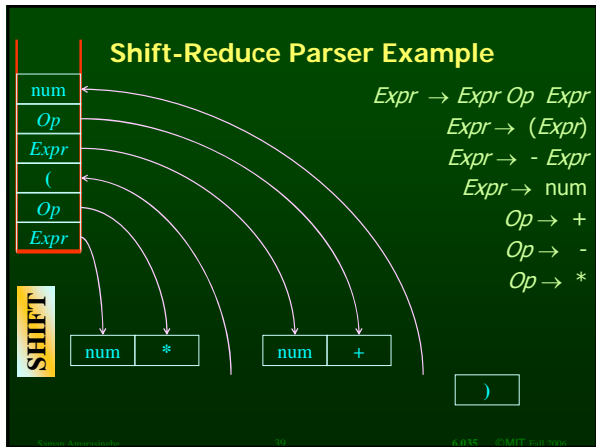 Shift-Reduce Parser Example
num
Op
Expr
(
Op
Expr
Expr → Expr Op Expr
Expr → (Expr)
Expr → - Expr
Expr → num
Op → +
Op → -
Op → *
SHIFT
num *
num +
)
Saman Amarasinghe 39 6.035 ©MIT Fall 2006